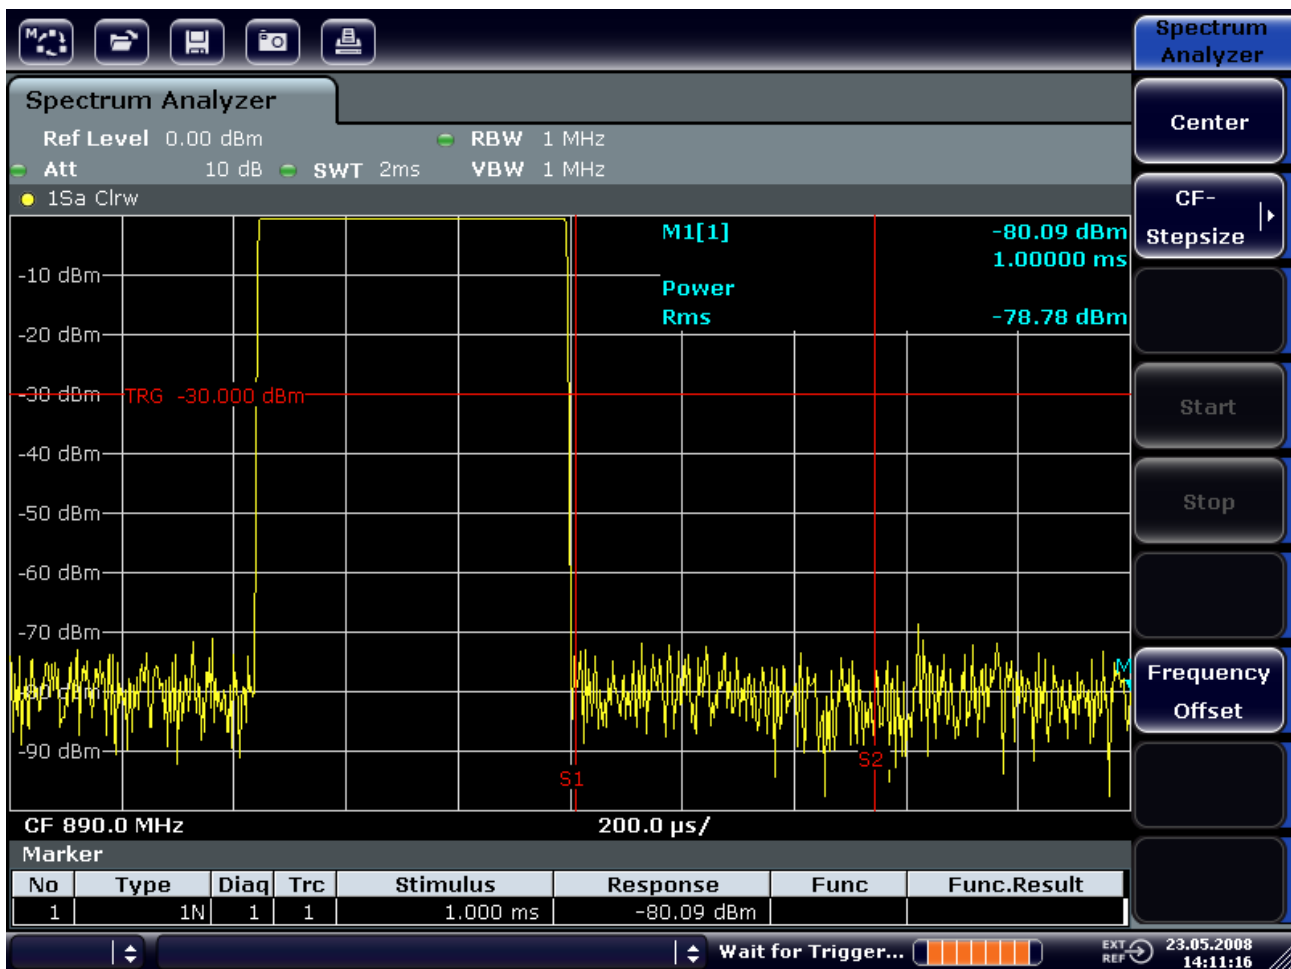 M
Spectrum Analyzer
Spectrum Analyzer
Ref Level 0.00 dBm RBW 1 MHz
Att 10 dB SWT 2ms VBW 1 MHz
1Sa Clrw
M1[1] -80.09 dBm
1.00000 ms
Power
Rms -78.78 dBm
-10 dBm
-20 dBm
-30 dBm
TRG -30.000 dBm
-40 dBm
-50 dBm
-60 dBm
-70 dBm
-80 dBm
-90 dBm
S1
S2
CF 890.0 MHz 200.0 µs/
Marker
No Type Diaq Trc Stimulus Response Func Func.Result
1 1N 1 1 1.000 ms -80.09 dBm
Wait for Trigger...
EXT REF
23.05.2008
14:11:16
Center
CF-
Stepsize
Start
Stop
Frequency
Offset